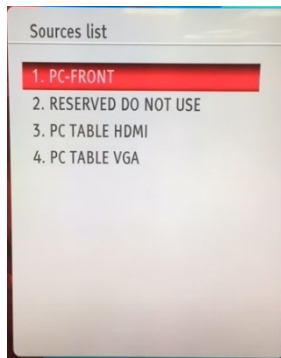 Sources list
1. PC-FRONT
2. RESERVED DO NOT USE
3. PC TABLE HDMI
4. PC TABLE VGA